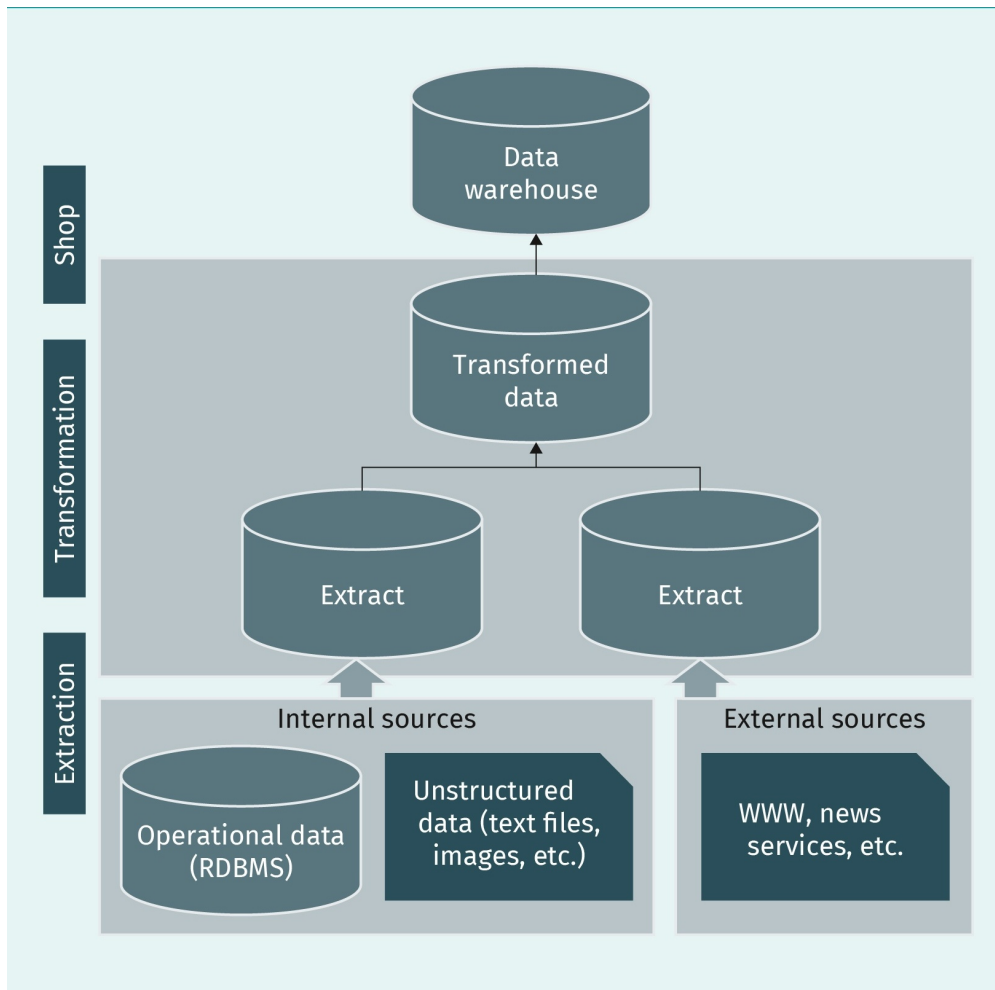 Data
warehouse
Shop
Transformed
data
Transformation
Extract
Extract
Extraction
Internal sources
External sources
Operational data
(RDBMS)
Unstructured
data (text files,
images, etc.)
WWW, news
services, etc.